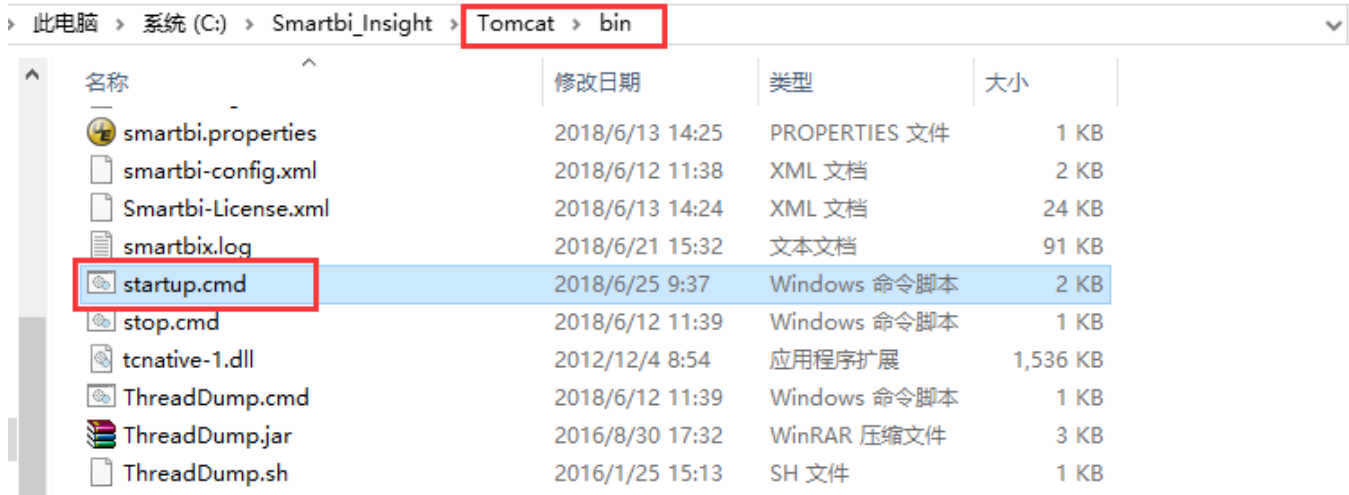 此电脑 > 系统 (C:) > Smartbi_Insight > Tomcat > bin
名称 修改日期 类型 大小
smartbi.properties 2018/6/13 14:25 PROPERTIES 文件 1 KB
smartbi-config.xml 2018/6/12 11:38 XML 文档 2 KB
Smartbi-License.xml 2018/6/13 14:24 XML 文档 24 KB
smartbix.log 2018/6/21 15:32 文本文档 91 KB
startup.cmd 2018/6/25 9:37 Windows 命令脚本 2 KB
stop.cmd 2018/6/12 11:39 Windows 命令脚本 1 KB
tcnative-1.dll 2012/12/4 8:54 应用程序扩展 1,536 KB
ThreadDump.cmd 2018/6/12 11:39 Windows 命令脚本 1 KB
ThreadDump.jar 2016/8/30 17:32 WinRAR 压缩文件 3 KB
ThreadDump.sh 2016/1/25 15:13 SH 文件 1 KB